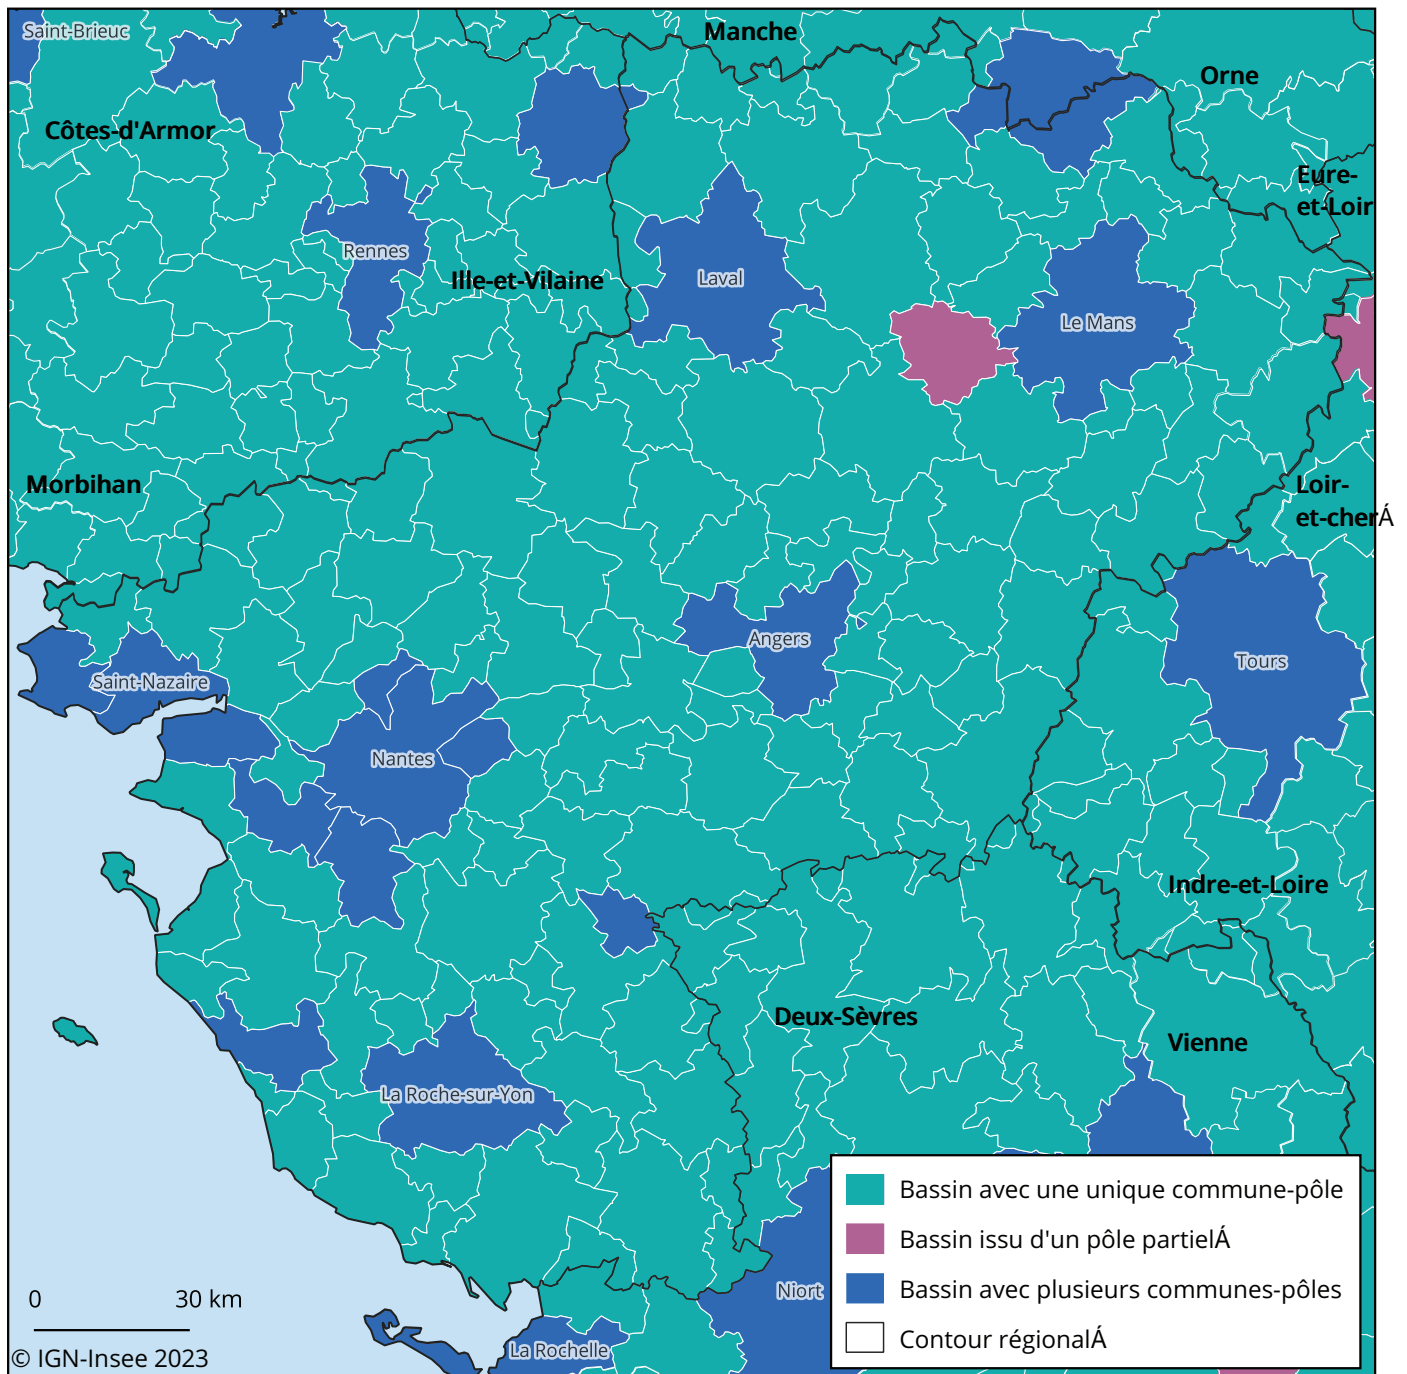 Saint-Brieuc
Manche
Orne
Côtes-d'Armor
Eure-
et-Loir
Rennes
Ille-et-Vilaine
Laval
Le Mans
Morbihan
Loir-
et-cherÁ
Angers
Tours
Saint-Nazaire
Nantes
Indre-et-Loire
Deux-Sèvres
Vienne
La Roche-sur-Yon
Niort
La Rochelle
Bassin avec une unique commune-pôle
Bassin issu d'un pôle partielÁ
Bassin avec plusieurs communes-pôles
Contour régionalÁ
0 30 km
© IGN-Insee 2023